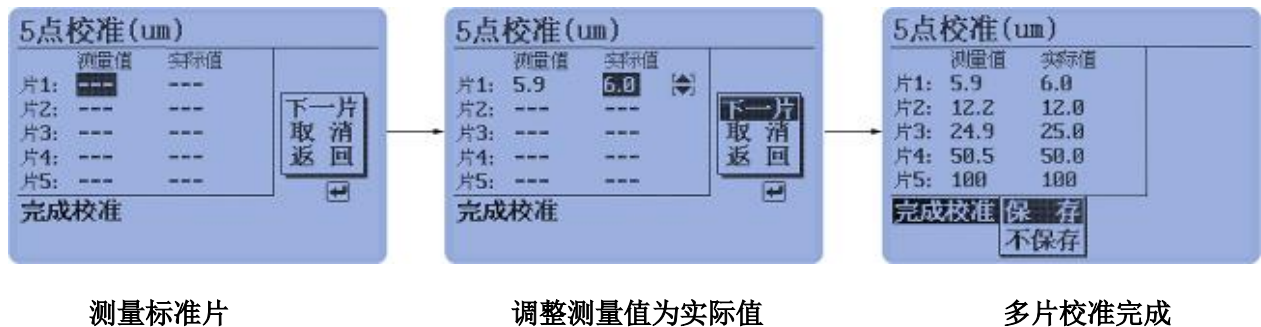 5点校准(um)
测量值 实际值
片1: --- ---
片2: --- ---
片3: --- ---
片4: --- ---
片5: --- ---
下一片
取 消
返 回
完成校准
测量标准片
5点校准(um)
测量值 实际值
片1: 5.9 6.0
片2: --- ---
片3: --- ---
片4: --- ---
片5: --- ---
下一片
取 消
返 回
完成校准
调整测量值为实际值
5点校准(um)
测量值 实际值
片1: 5.9 6.0
片2: 12.2 12.0
片3: 24.9 25.0
片4: 50.5 50.0
片5: 100 100
完成校准 保 存
不保存
多片校准完成